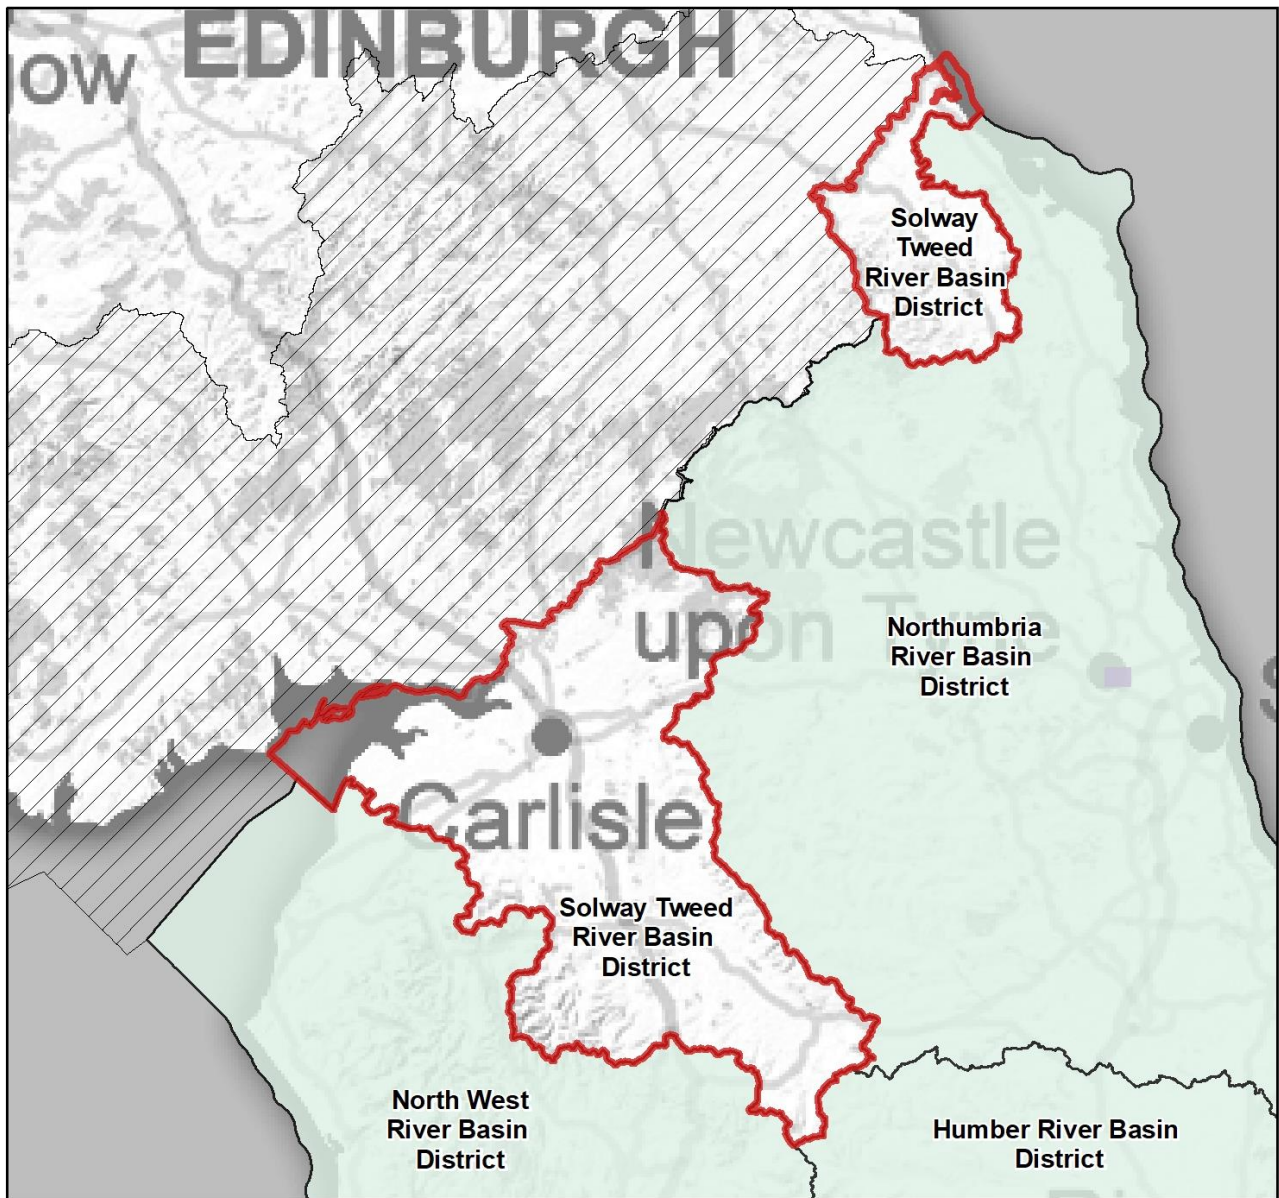 EDINBURGH
OW
Solway
Tweed
River Basin
District
Newcastle
upon Tyne
Northumbria
River Basin
District
Carlisle
Solway Tweed
River Basin
District
North West
River Basin
District
Humber River Basin
District